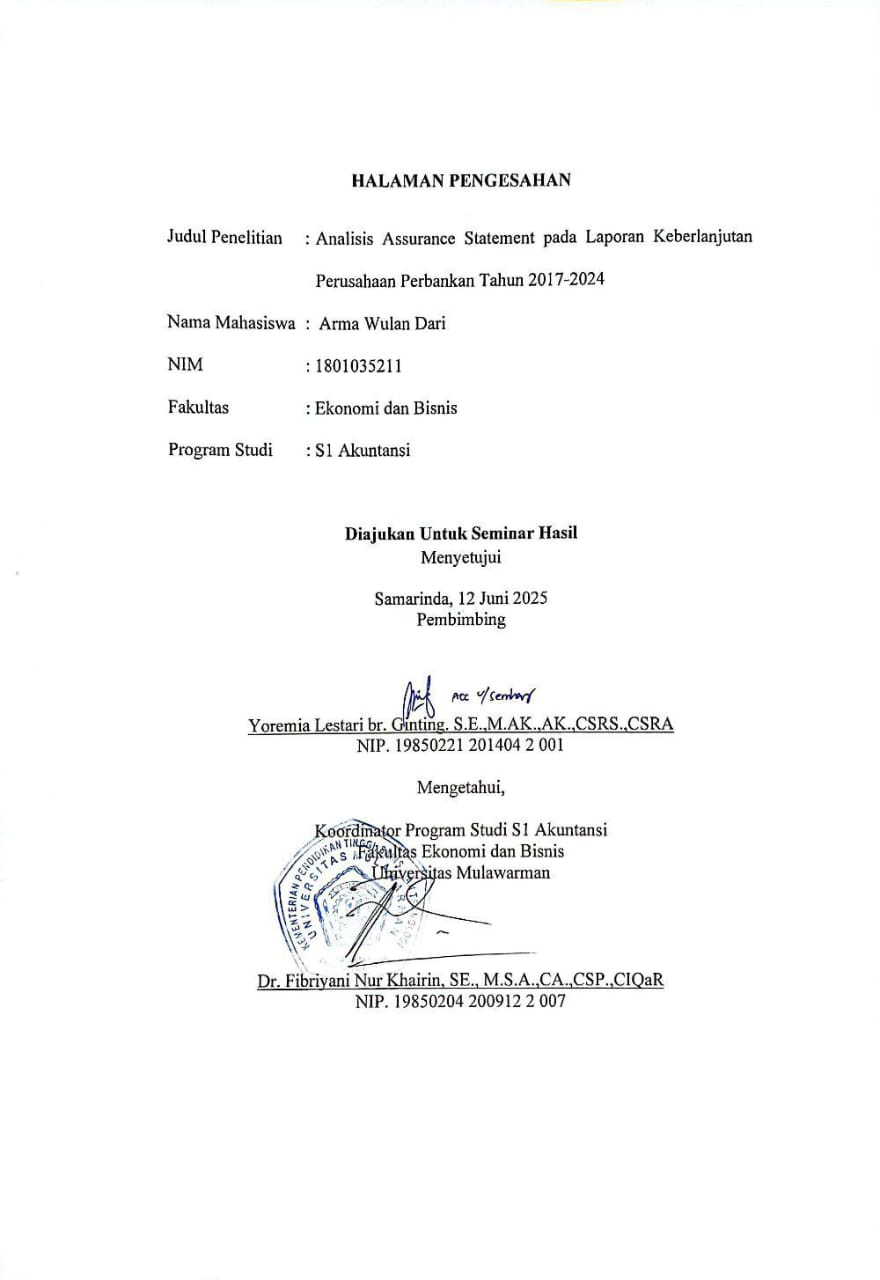 HALAMAN PENGESAHAN
Judul Penelitian : Analisis Assurance Statement pada Laporan Keberlanjutan
Perusahaan Perbankan Tahun 2017-2024
Nama Mahasiswa : Arma Wulan Dari
NIM : 1801035211
Fakultas : Ekonomi dan Bisnis
Program Studi : S1 Akuntansi
Diajukan Untuk Seminar Hasil
Menyetujui
Samarinda, 12 Juni 2025
Pembimbing
Acc
Yoremia Lestari br. Ginting. S.E.,M.AK.,AK.,CSRS.,CSRA
NIP. 19850221 201404 2 001
Mengetahui,
Koordinator Program Studi S1 Akuntansi
Fakultas Ekonomi dan Bisnis
Universitas Mulawarman
KEMENTERIAN PENDIDIKAN TINGGI
UNIVERSITAS
Dr. Fibriyani Nur Khairin, SE., M.S.A.,CA.,CSP.,CIQaR
NIP. 19850204 200912 2 007